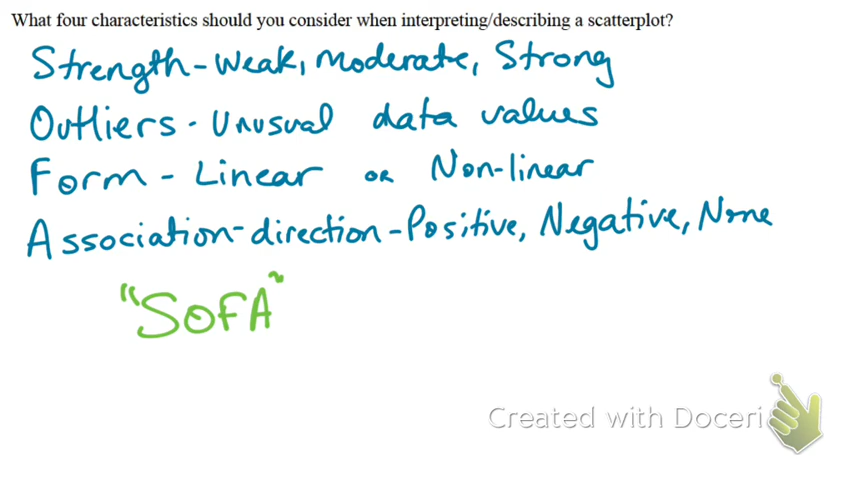 What four characteristics should you consider when interpreting/describing a scatterplot?
Strength - Weak, Moderate, Strong
Outliers - Unusual data values
Form - Linear or Non-linear
Association - direction - Positive, Negative, None
"SOFA"
Created with Doceri